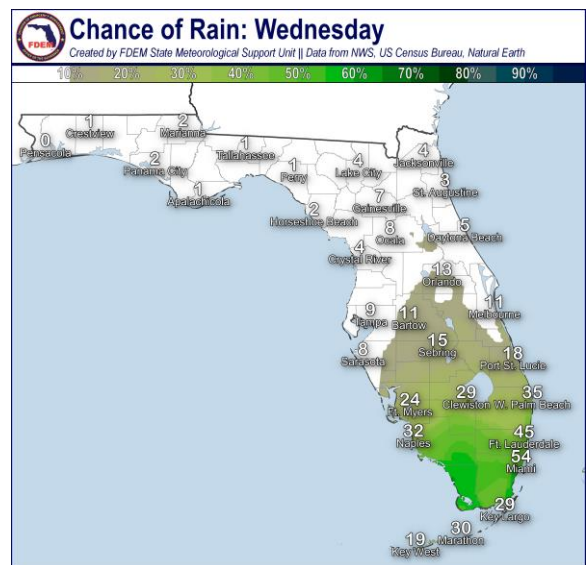 Chance of Rain: Wednesday
Created by FDEM State Meteorological Support Unit || Data from NWS, US Census Bureau, Natural Earth
FDEM
10% 20% 30% 40% 50% 60% 70% 80% 90%
0
Pensacola
1
Crestview
2
Marianna
2
Panama City
1
Apalachicola
1
Tallahassee
1
Perry
4
Lake City
4
Jacksonville
3
St. Augustine
7
Gainesville
2
Horseshoe Beach
8
Ocala
5
Daytona Beach
4
Crystal River
13
Orlando
9
Tampa
11
Bartow
11
Melbourne
8
Sarasota
15
Sebring
18
Port St. Lucie
24
Ft. Myers
29
Clewiston
35
W. Palm Beach
32
Naples
45
Ft. Lauderdale
54
Miami
29
Key Largo
30
Marathon
19
Key West